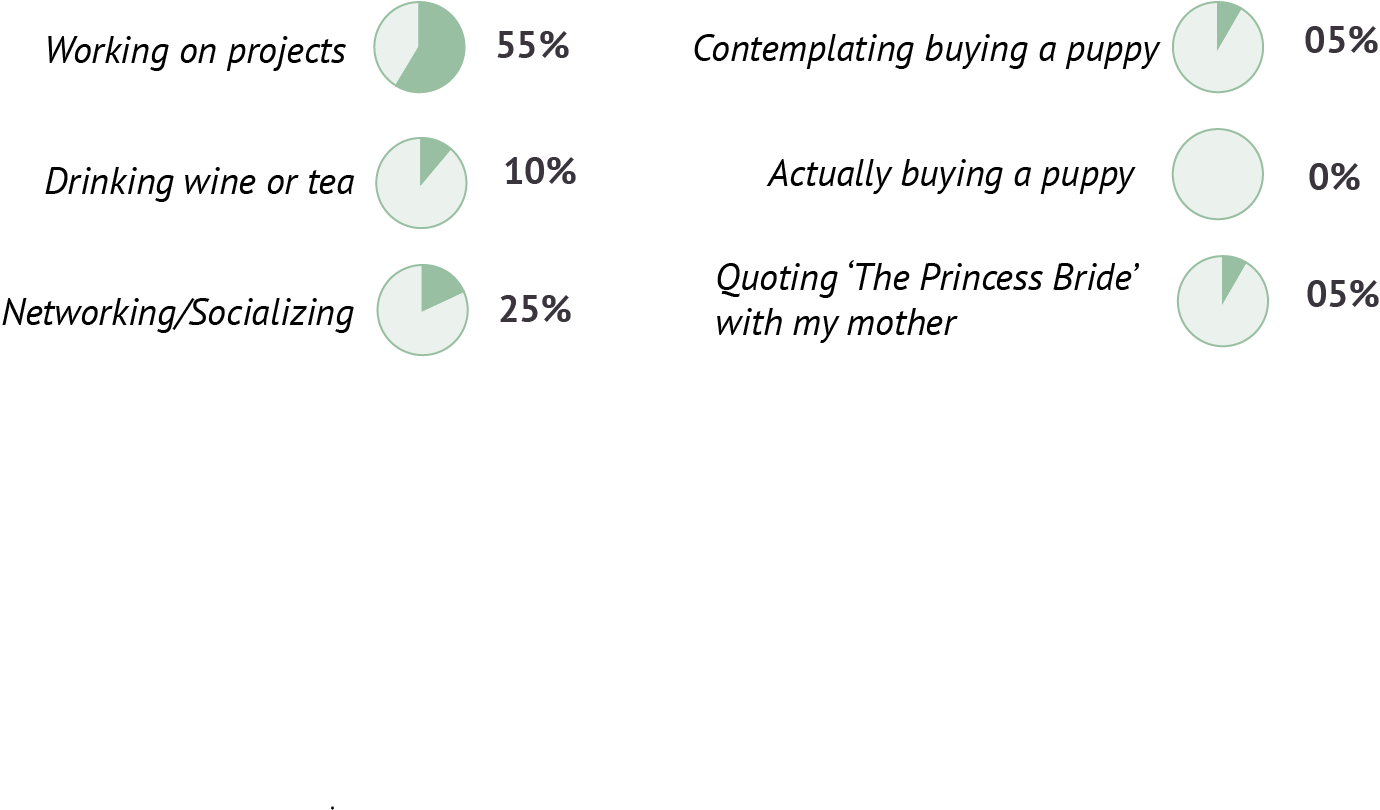 Working on projects 55%
Drinking wine or tea 10%
Networking/Socializing 25%
Contemplating buying a puppy 05%
Actually buying a puppy 0%
Quoting ‘The Princess Bride’
with my mother 05%
.